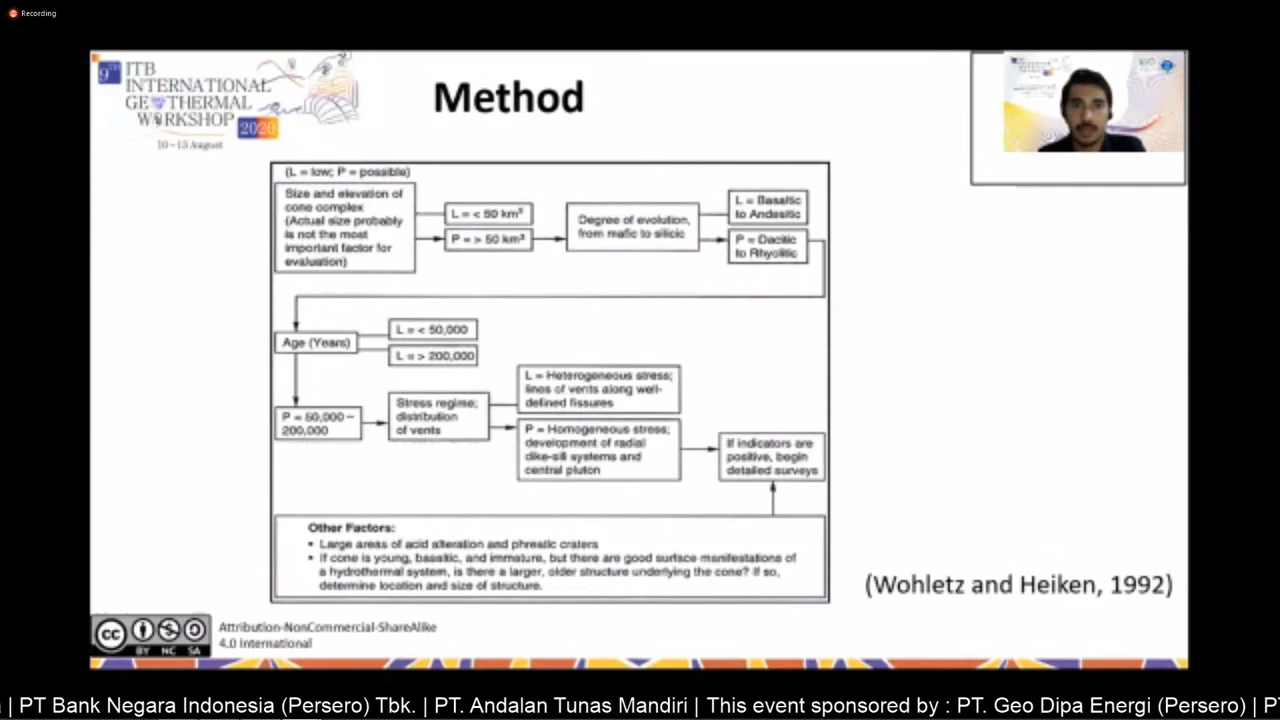 Recording
9TH ITB
INTERNATIONAL
GEOTHERMAL
WORKSHOP
2020
10-13 August
Method
(L = low; P = possible)
Size and elevation of
cone complex
(Actual size probably
is not the most
important factor for
evaluation)
L = < 50 km³
P = > 50 km³
Degree of evolution,
from mafic to silicic
L = Basaltic
to Andesitic
P = Dacitic
to Rhyolitic
Age (Years)
L = < 50,000
L = > 200,000
P = 50,000–
200,000
Stress regime;
distribution
of vents
L = Heterogeneous stress;
lines of vents along well-
defined fissures
P = Homogeneous stress;
development of radial
dike-sill systems and
central pluton
If indicators are
positive, begin
detailed surveys
Other Factors:
• Large areas of acid alteration and phreatic craters
• If cone is young, basaltic, and immature, but there are good surface manifestations of
a hydrothermal system, is there a larger, older structure underlying the cone? If so,
determine location and size of structure.
(Wohletz and Heiken, 1992)
cc
BY NC SA
Attribution-NonCommercial-ShareAlike
4.0 International
| PT Bank Negara Indonesia (Persero) Tbk. | PT. Andalan Tunas Mandiri | This event sponsored by : PT. Geo Dipa Energi (Persero) | P